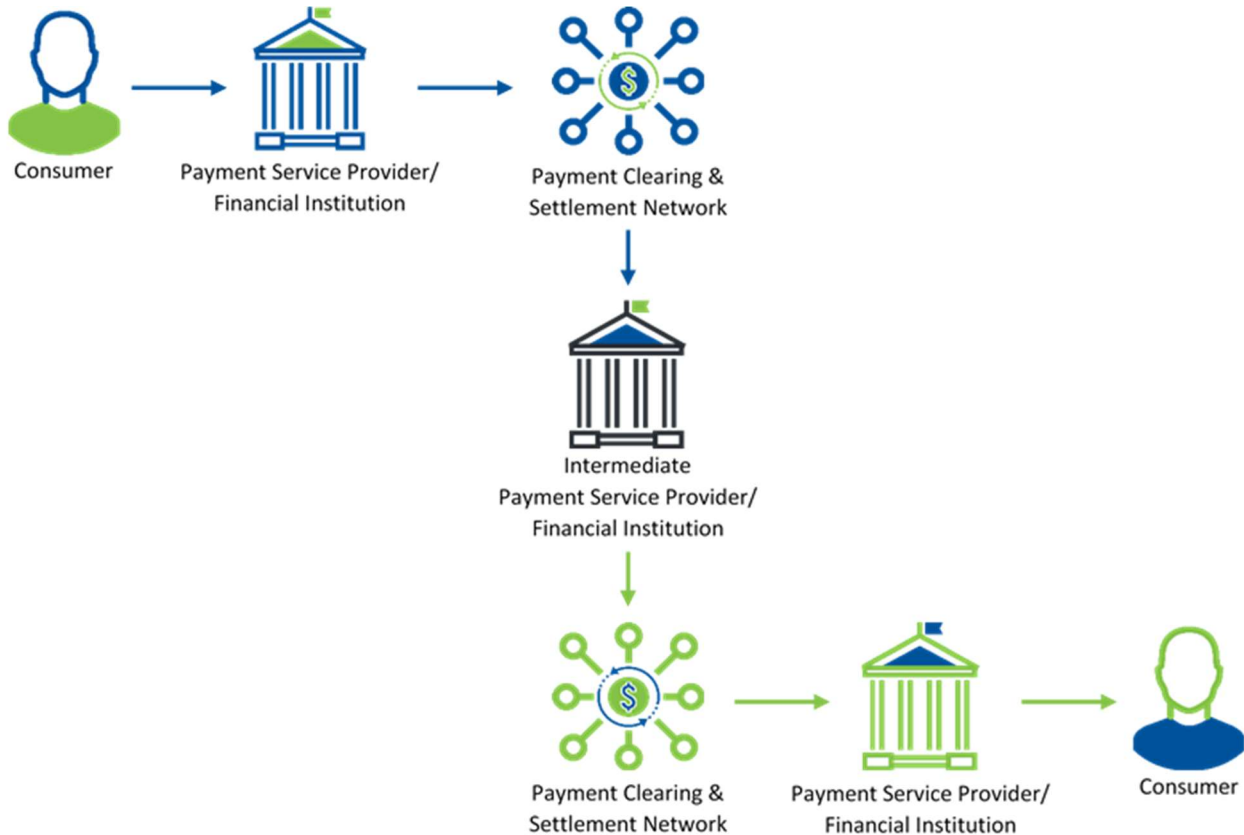 Consumer
Payment Service Provider/
Financial Institution
Payment Clearing &
Settlement Network
Intermediate
Payment Service Provider/
Financial Institution
Payment Clearing &
Settlement Network
Payment Service Provider/
Financial Institution
Consumer